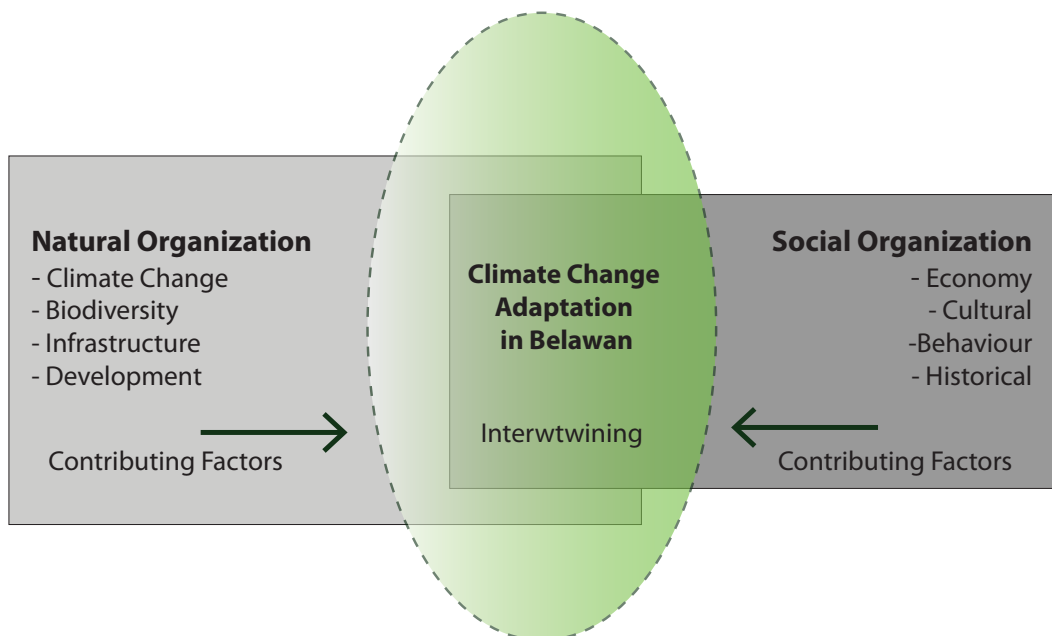 Natural Organization
- Climate Change
- Biodiversity
- Infrastructure
- Development
Contributing Factors
Climate Change
Adaptation
in Belawan
Interwtwining
Social Organization
- Economy
- Cultural
-Behaviour
- Historical
Contributing Factors